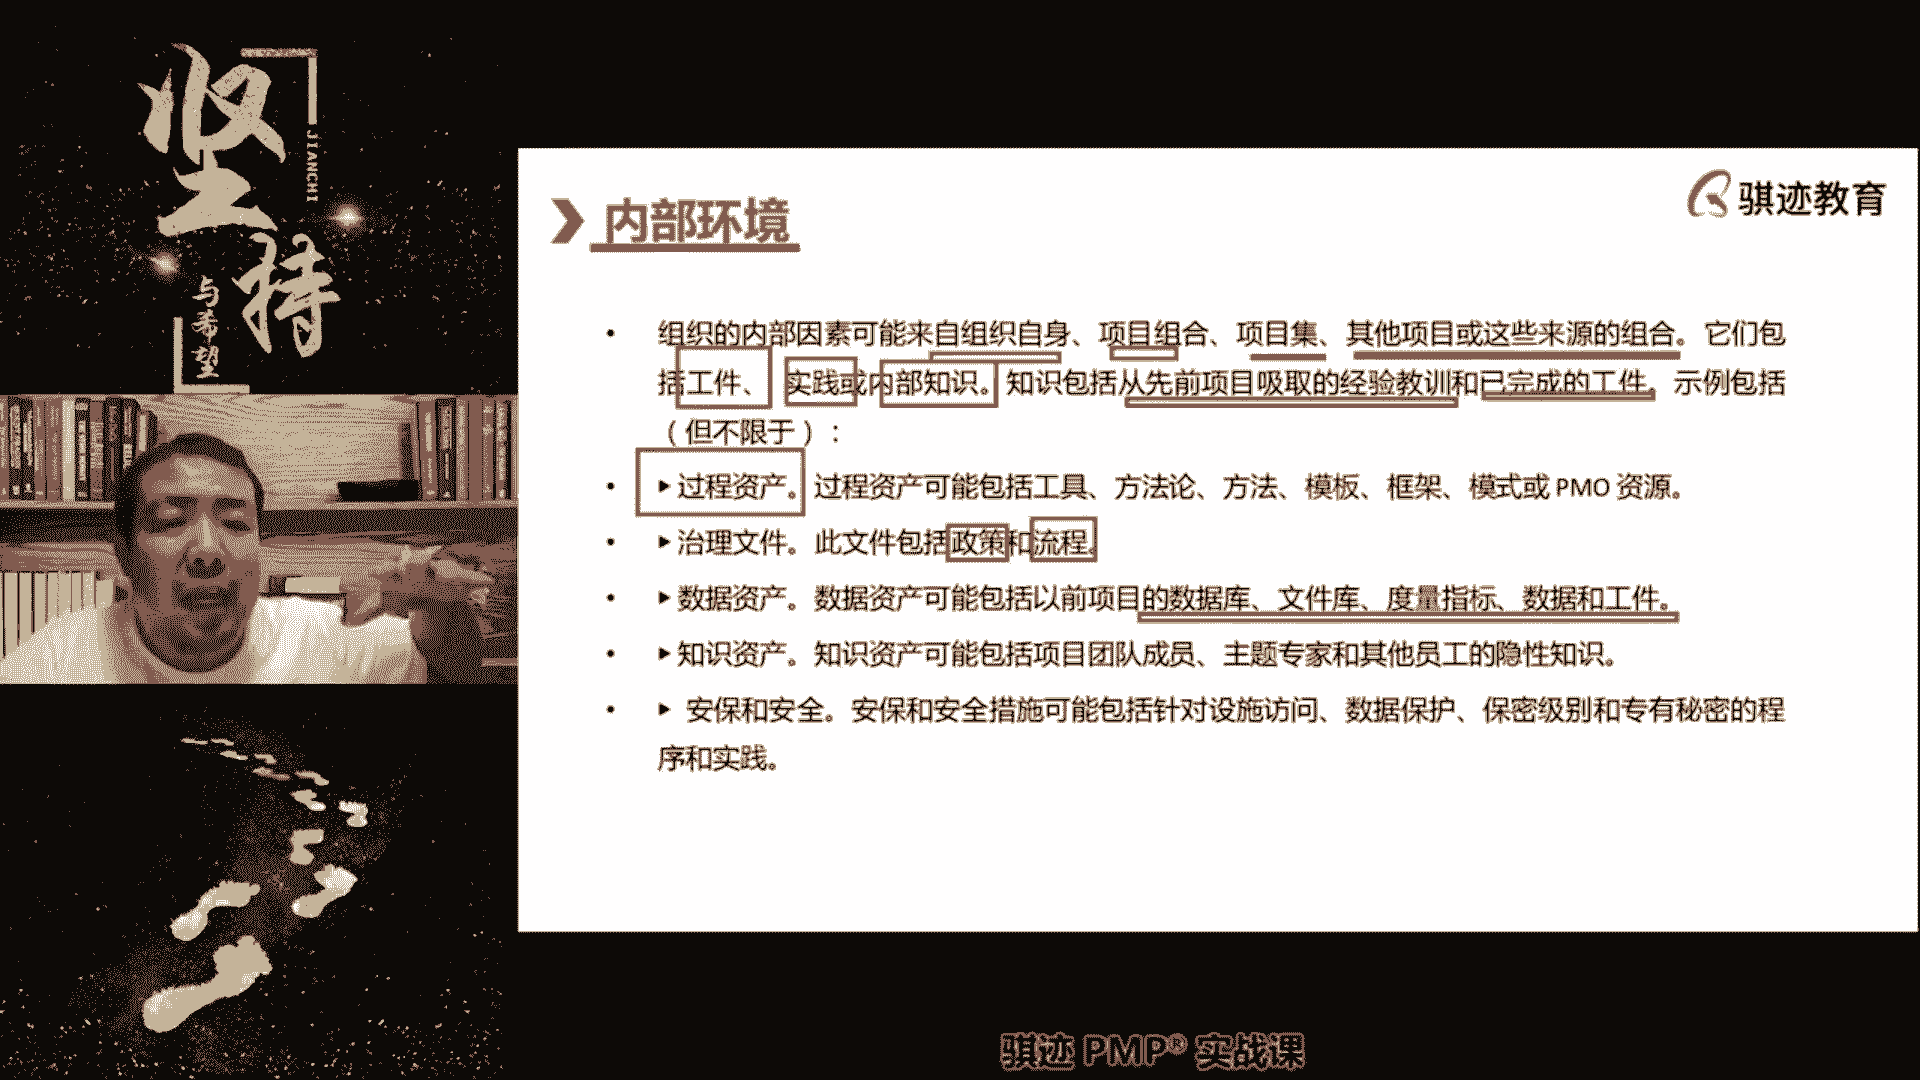 坚持
JIANCHI
与希望
骐迹教育
内部环境
• 组织的内部因素可能来自组织自身、项目组合、项目集、其他项目或这些来源的组合。它们包
括工件、 实践或内部知识。知识包括从先前项目吸取的经验教训和已完成的工件。示例包括
（但不限于）：
• ▶过程资产。过程资产可能包括工具、方法论、方法、模板、框架、模式或 PMO 资源。
• ▶治理文件。此文件包括政策和流程。
• ▶数据资产。数据资产可能包括以前项目的数据库、文件库、度量指标、数据和工件。
• ▶知识资产。知识资产可能包括项目团队成员、主题专家和其他员工的隐性知识。
• ▶ 安保和安全。安保和安全措施可能包括针对设施访问、数据保护、保密级别和专有秘密的程
序和实践。
骐迹 PMP® 实战课